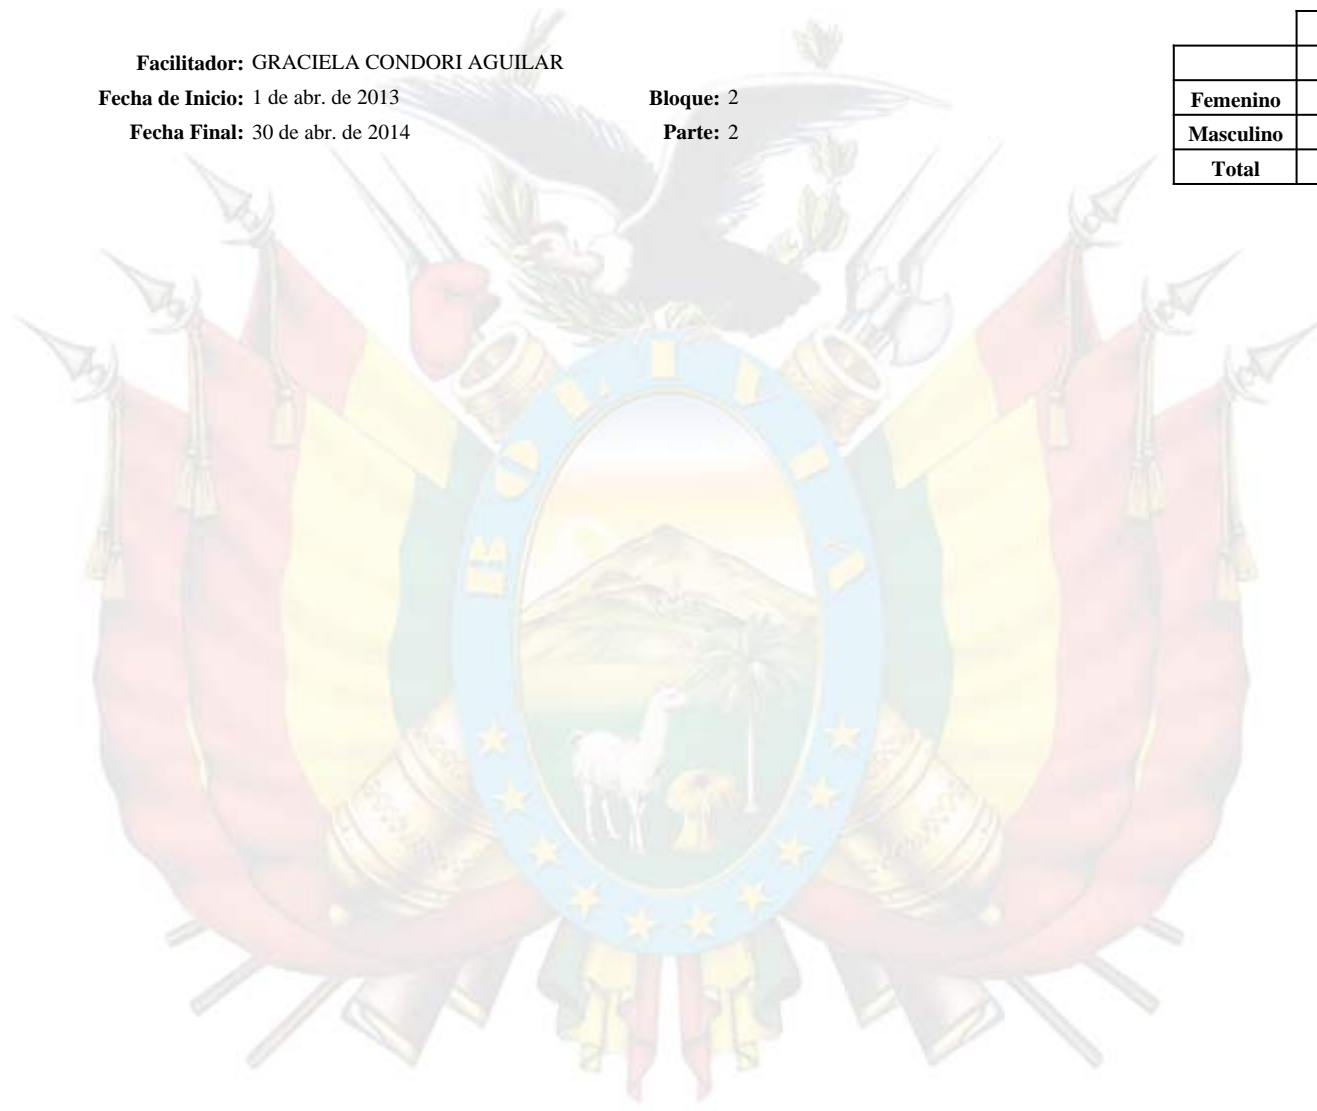 Facilitador: GRACIELA CONDORI AGUILAR
Fecha de Inicio: 1 de abr. de 2013 Bloque: 2
Fecha Final: 30 de abr. de 2014 Parte: 2
Femenino
Masculino
Total
BOLIVIA